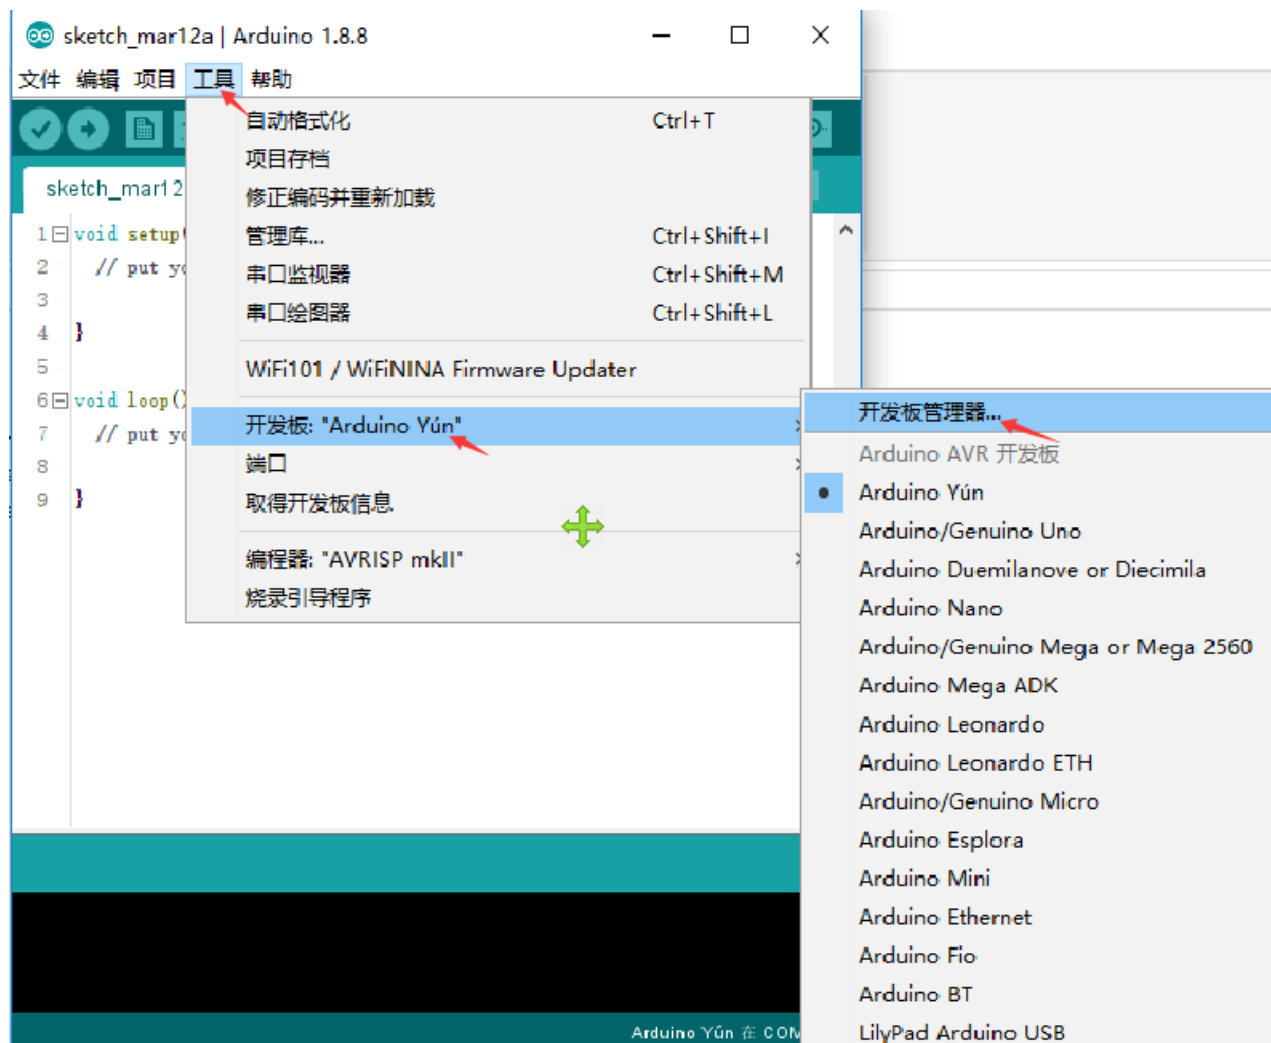 sketch_mar12a | Arduino 1.8.8
文件 编辑 项目 工具 帮助
自动格式化 Ctrl+T
项目存档
修正编码并重新加载
管理库... Ctrl+Shift+I
串口监视器 Ctrl+Shift+M
串口绘图器 Ctrl+Shift+L
WiFi101 / WiFiNINA Firmware Updater
开发板: "Arduino Yún"
端口
取得开发板信息
编程器: "AVRISP mkII"
烧录引导程序
开发板管理器...
Arduino AVR 开发板
Arduino Yún
Arduino/Genuino Uno
Arduino Duemilanove or Diecimila
Arduino Nano
Arduino/Genuino Mega or Mega 2560
Arduino Mega ADK
Arduino Leonardo
Arduino Leonardo ETH
Arduino/Genuino Micro
Arduino Esplora
Arduino Mini
Arduino Ethernet
Arduino Fio
Arduino BT
LilyPad Arduino USB
sketch_mar12
1 void setup(
2 // put yo
3
4 }
5
6 void loop()
7 // put yo
8
9 }
Arduino Yún 在 COM